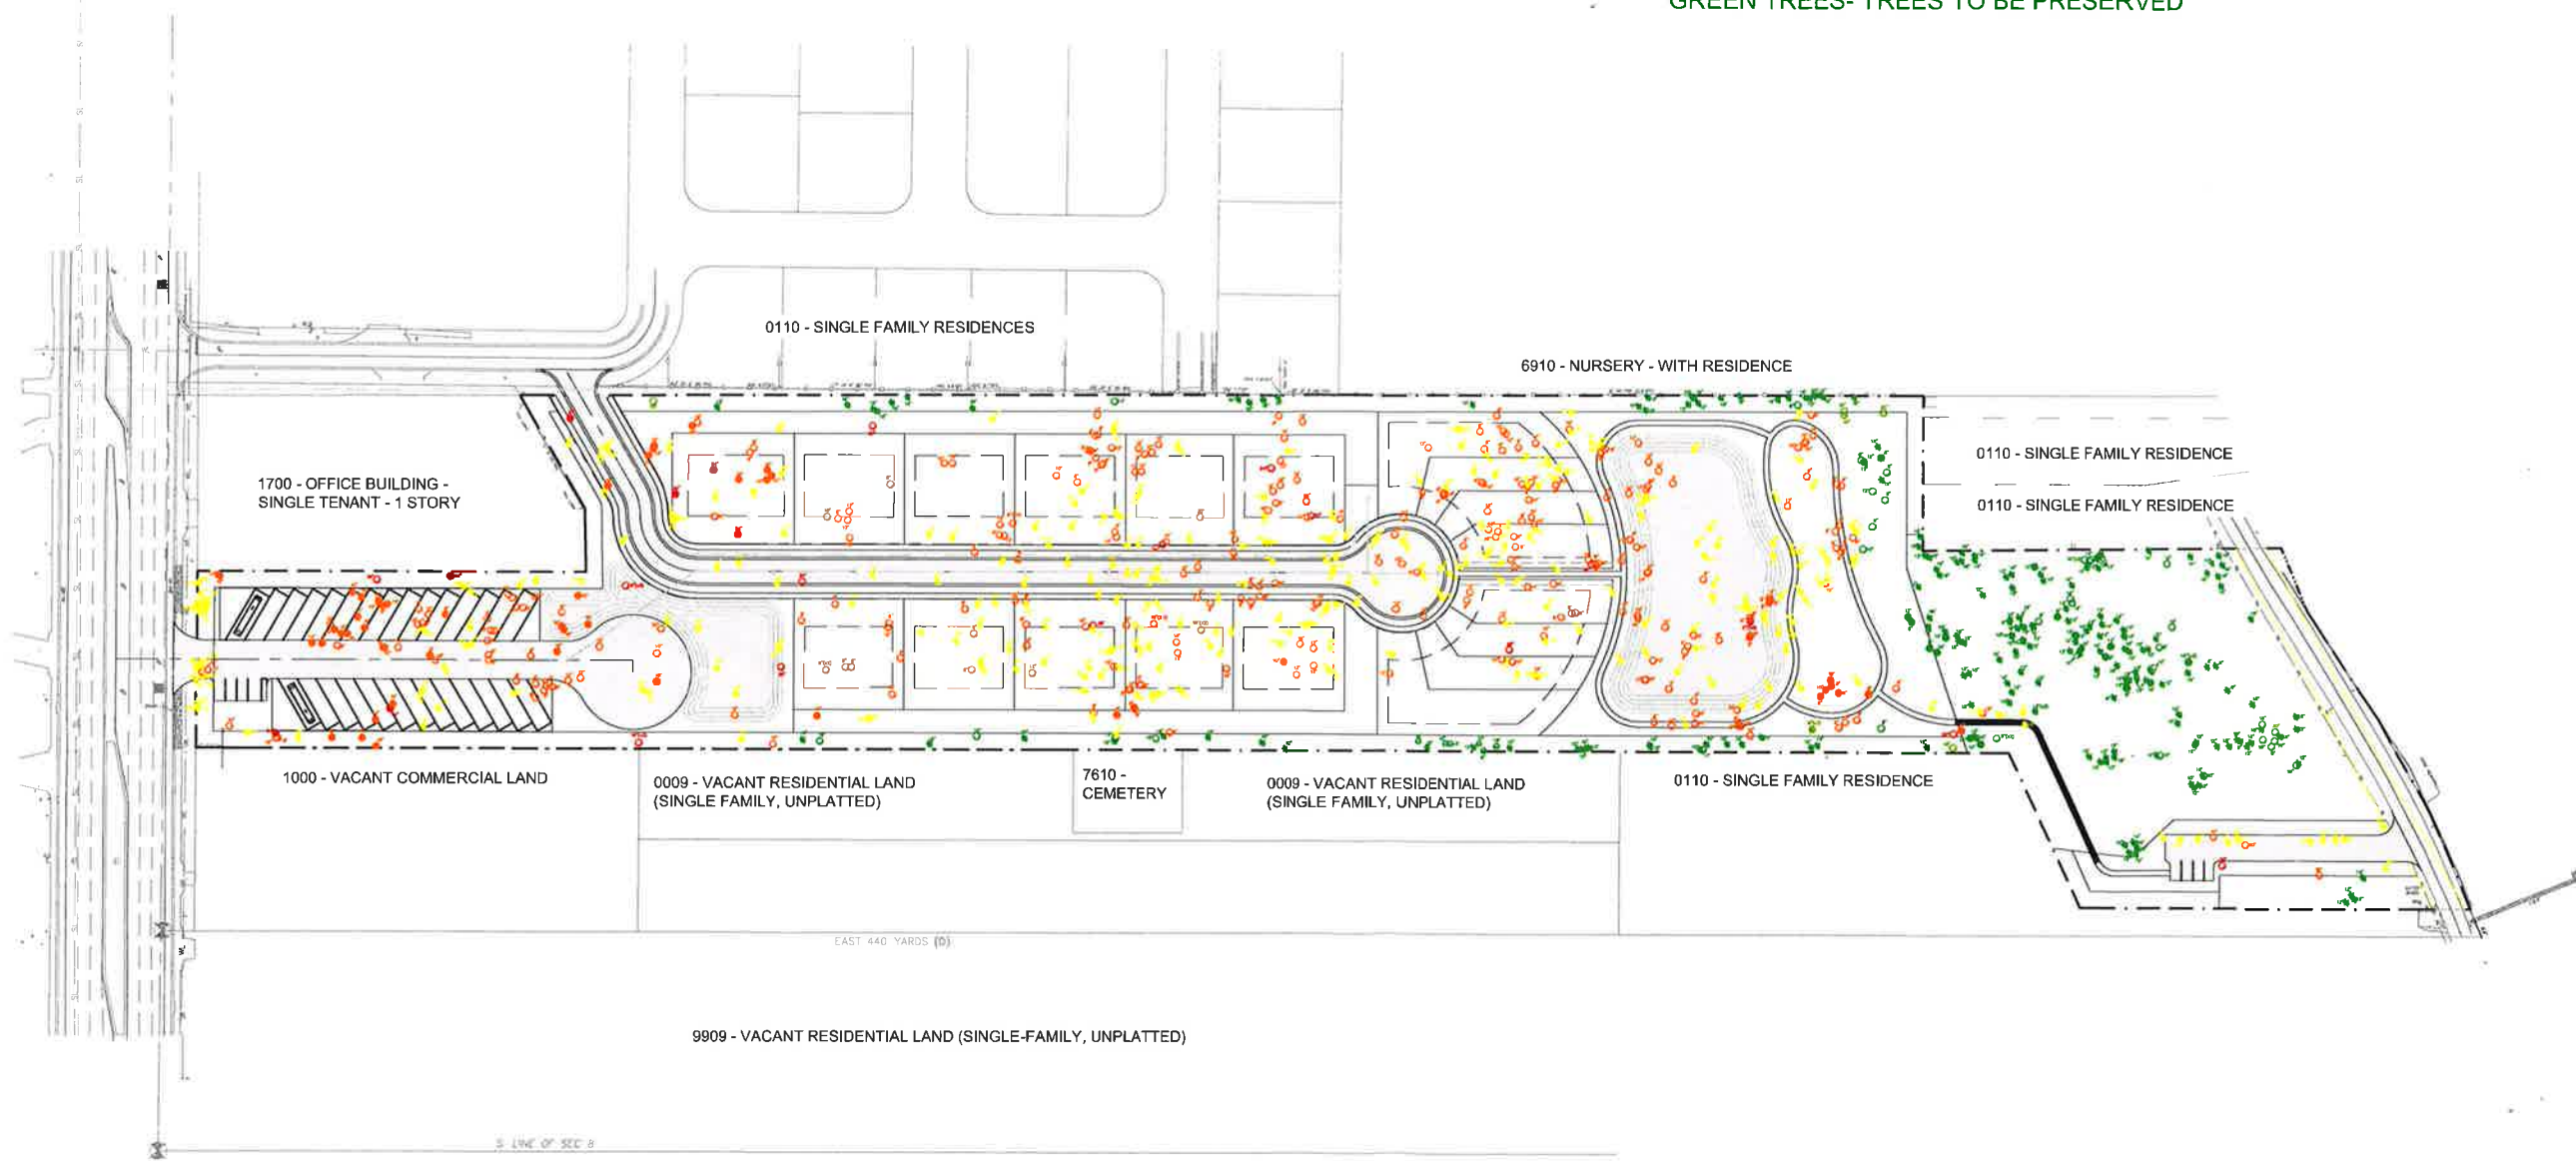 GREEN TREES- TREES TO BE PRESERVED
0110 - SINGLE FAMILY RESIDENCES
6910 - NURSERY - WITH RESIDENCE
0110 - SINGLE FAMILY RESIDENCE
1700 - OFFICE BUILDING -
SINGLE TENANT - 1 STORY
0110 - SINGLE FAMILY RESIDENCE
1000 - VACANT COMMERCIAL LAND
0009 - VACANT RESIDENTIAL LAND
(SINGLE FAMILY, UNPLATTED)
7610 -
CEMETERY
0009 - VACANT RESIDENTIAL LAND
(SINGLE FAMILY, UNPLATTED)
0110 - SINGLE FAMILY RESIDENCE
EAST 440 YARDS (D)
9909 - VACANT RESIDENTIAL LAND (SINGLE-FAMILY, UNPLATTED)
S LINE OF SEC 8